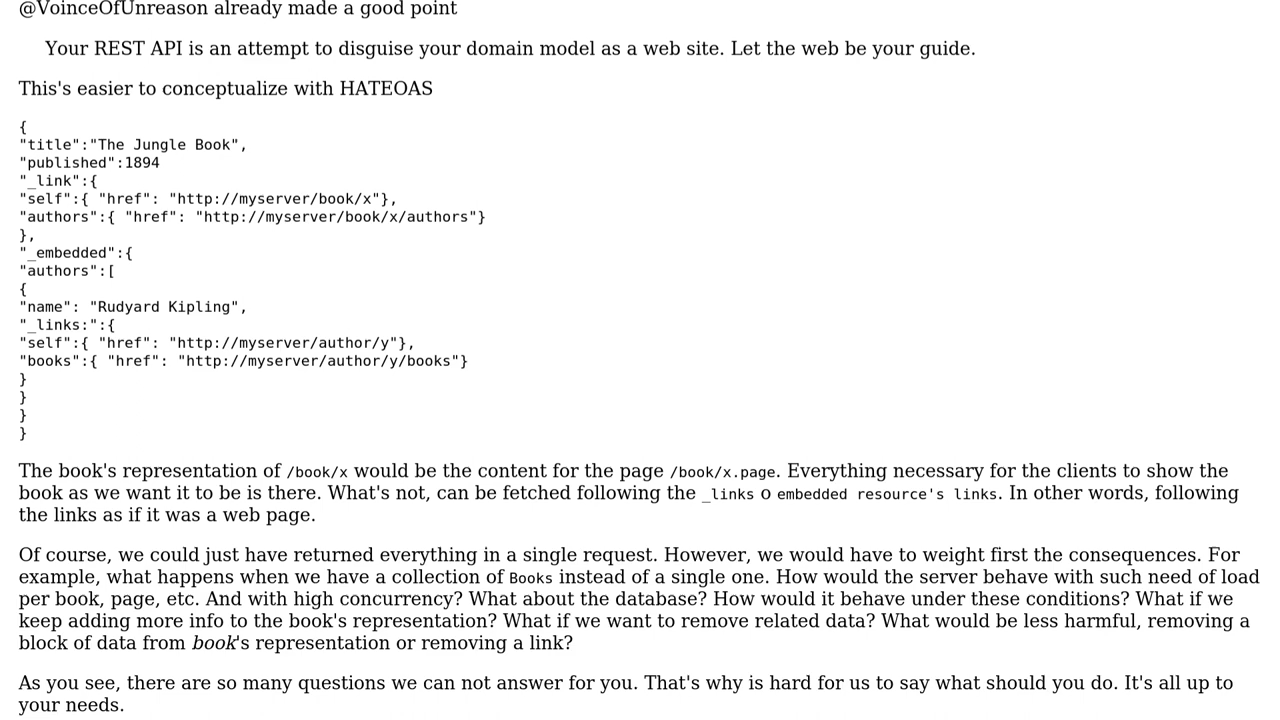 @VoinceOfUnreason already made a good point
Your REST API is an attempt to disguise your domain model as a web site. Let the web be your guide.
This's easier to conceptualize with HATEOAS
{
"title":"The Jungle Book",
"published":1894
"_link":{
"self":{ "href": "http://myserver/book/x"},
"authors":{ "href": "http://myserver/book/x/authors"}
},
"_embedded":{
"authors":[
{
"name": "Rudyard Kipling",
"_links:":{
"self":{ "href": "http://myserver/author/y"},
"books":{ "href": "http://myserver/author/y/books"}
}
}
}
}
The book's representation of /book/x would be the content for the page /book/x.page. Everything necessary for the clients to show the
book as we want it to be is there. What's not, can be fetched following the _links o embedded resource's links. In other words, following
the links as if it was a web page.
Of course, we could just have returned everything in a single request. However, we would have to weight first the consequences. For
example, what happens when we have a collection of Books instead of a single one. How would the server behave with such need of load
per book, page, etc. And with high concurrency? What about the database? How would it behave under these conditions? What if we
keep adding more info to the book's representation? What if we want to remove related data? What would be less harmful, removing a
block of data from book's representation or removing a link?
As you see, there are so many questions we can not answer for you. That's why is hard for us to say what should you do. It's all up to
your needs.